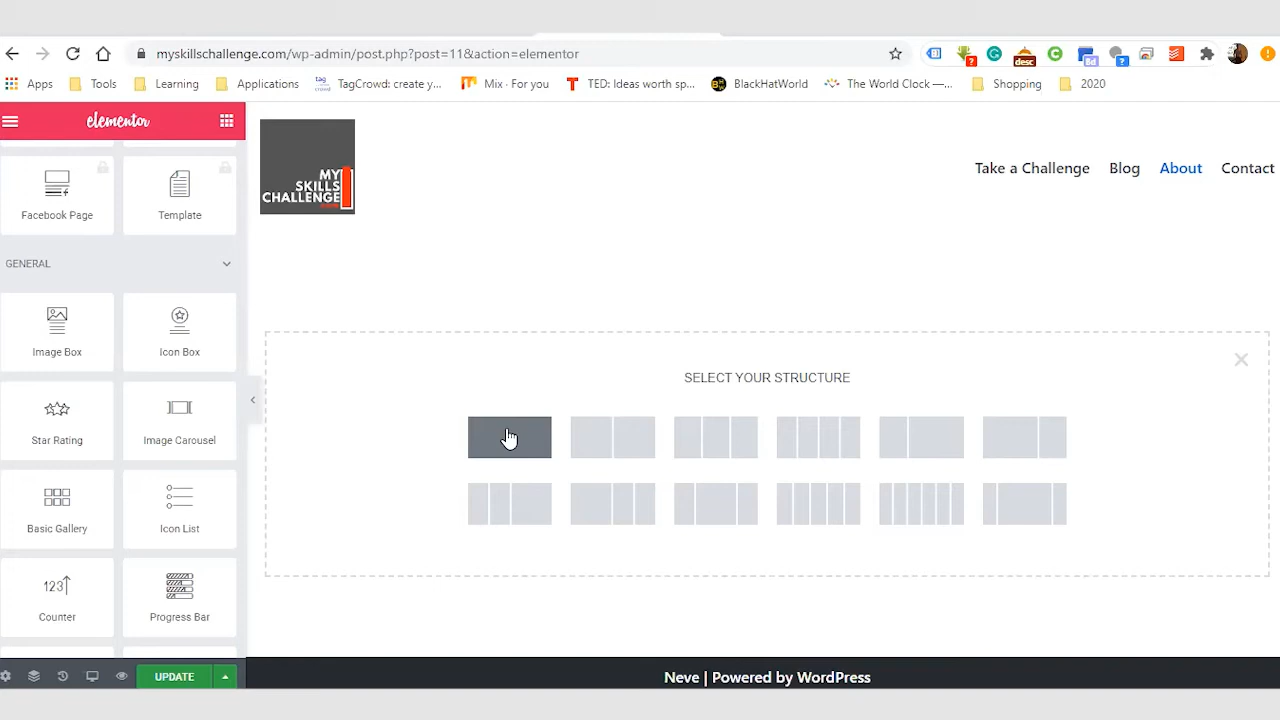 myskillschallenge.com/wp-admin/post.php?post=11&action=elementor
desc
?
Bd
?
Apps
Tools
Learning
Applications
TagCrowd: create y...
Mix - For you
TED: Ideas worth sp...
BlackHatWorld
The World Clock —...
Shopping
2020
elementor
MY
SKILLS
CHALLENGE
Take a Challenge
Blog
About
Contact
Facebook Page
Template
GENERAL
Image Box
Icon Box
Star Rating
Image Carousel
Basic Gallery
Icon List
123
Counter
Progress Bar
SELECT YOUR STRUCTURE
UPDATE
Neve | Powered by WordPress